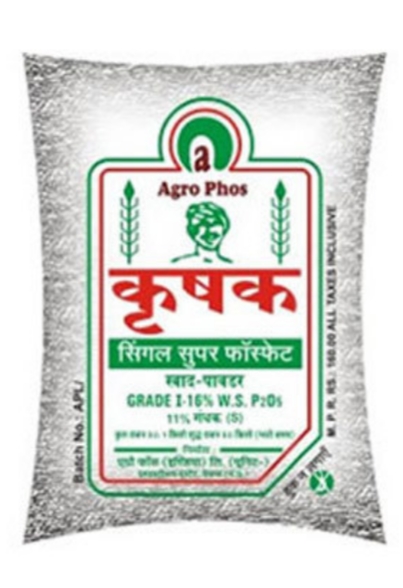 a
Agro Phos
कृषक
सिंगल सुपर फॉस्फेट
खाद-पावडर
GRADE I-16% W.S. P₂O₅
11% गंधक (S)
Batch No.: APL/
M. P. R. RS. 160.00 ALL TAXES INCLUSIVE